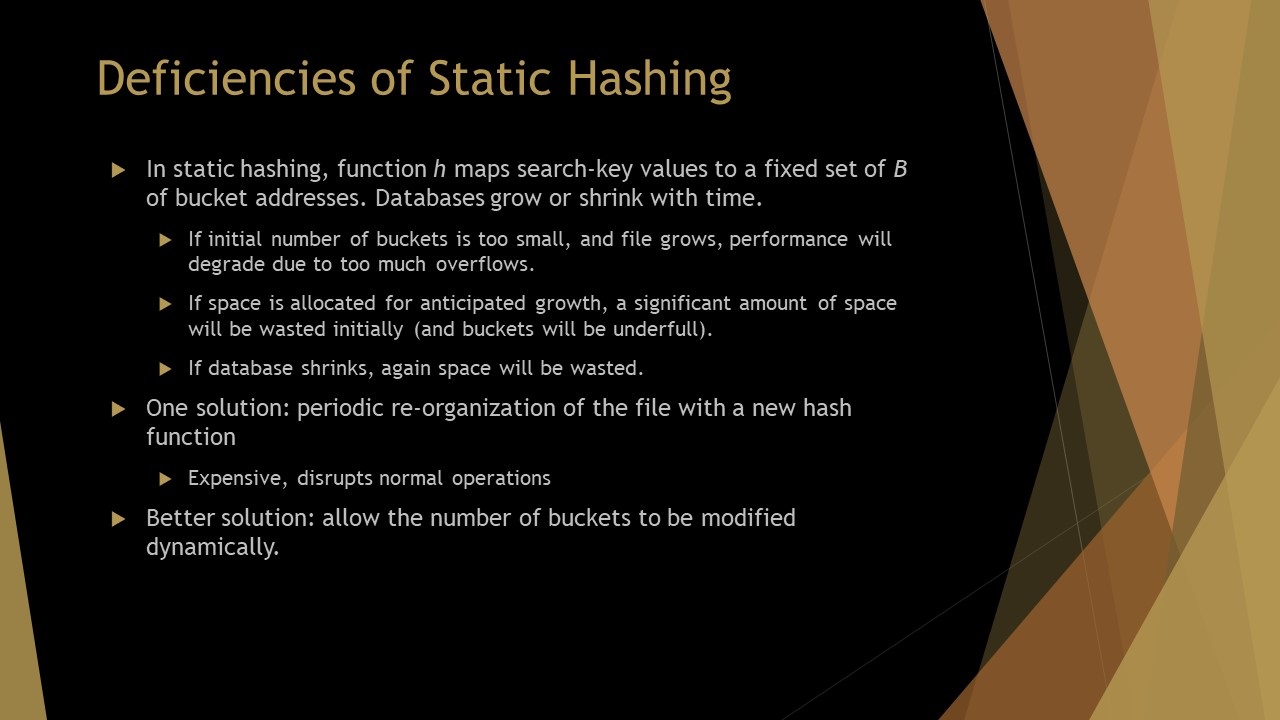 Deficiencies of Static Hashing
In static hashing, function h maps search-key values to a fixed set of B
of bucket addresses. Databases grow or shrink with time.
If initial number of buckets is too small, and file grows, performance will
degrade due to too much overflows.
If space is allocated for anticipated growth, a significant amount of space
will be wasted initially (and buckets will be underfull).
If database shrinks, again space will be wasted.
One solution: periodic re-organization of the file with a new hash
function
Expensive, disrupts normal operations
Better solution: allow the number of buckets to be modified
dynamically.